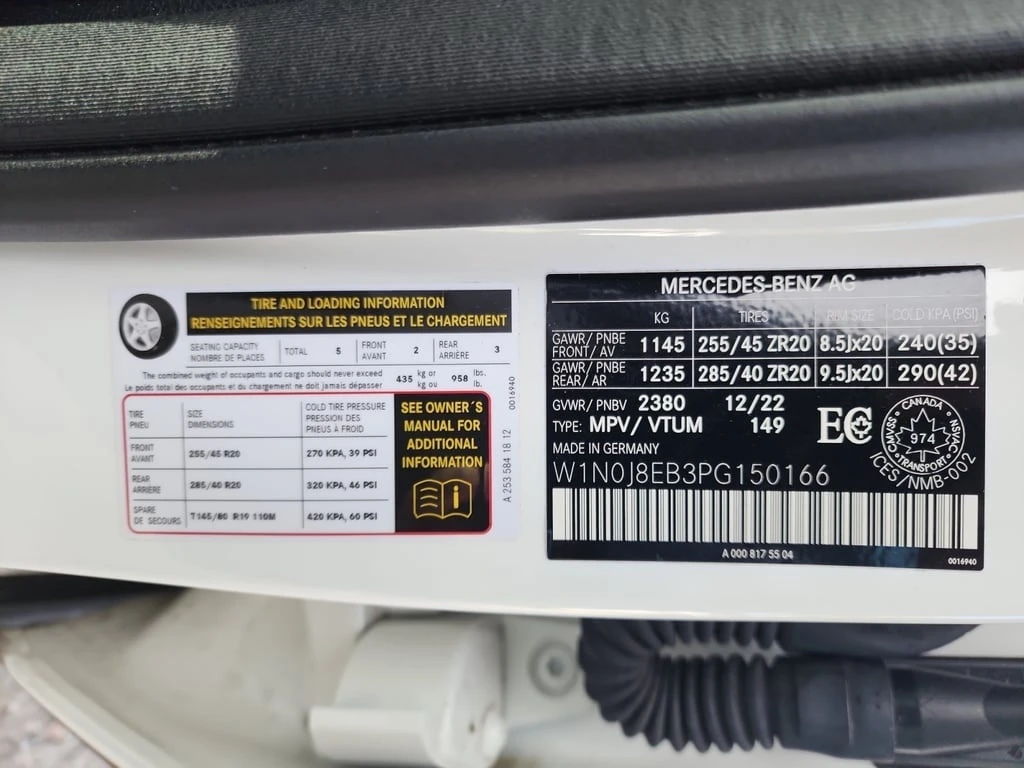 TIRE AND LOADING INFORMATION
RENSEIGNEMENTS SUR LES PNEUS ET LE CHARGEMENT
SEATING CAPACITY
NOMBRE DE PLACES
TOTAL 5
FRONT
AVANT
2
REAR
ARRIÈRE
3
The combined weight of occupants and cargo should never exceed
Le poids total des occupants et du chargement ne doit jamais dépasser
435 kg or
kg ou
958 lbs.
lb.
TIRE
PNEU
SIZE
DIMENSIONS
COLD TIRE PRESSURE
PRESSION DES
PNEUS À FROID
FRONT
AVANT
255/45 R20 270 KPA, 39 PSI
REAR
ARRIÈRE
285/40 R20 320 KPA, 46 PSI
SPARE
DE SECOURS
T145/80 R19 110M 420 KPA, 60 PSI
SEE OWNER´S
MANUAL FOR
ADDITIONAL
INFORMATION
i
A 253 584 18 12
0016940
MERCEDES-BENZ AG
KG TIRES RIM SIZE COLD KPA (PSI)
GAWR/ PNBE
FRONT/ AV
1145 255/45 ZR20 8.5Jx20 240(35)
GAWR/ PNBE
REAR/ AR
1235 285/40 ZR20 9.5Jx20 290(42)
GVWR/ PNBV 2380 12/22
TYPE: MPV/ VTUM 149
MADE IN GERMANY
W1N0J8EB3PG150166
EC
CANADA
CMVSS
NSVAC
974
TRANSPORT
ICES/NMB-002
A 000 817 55 04
0016940